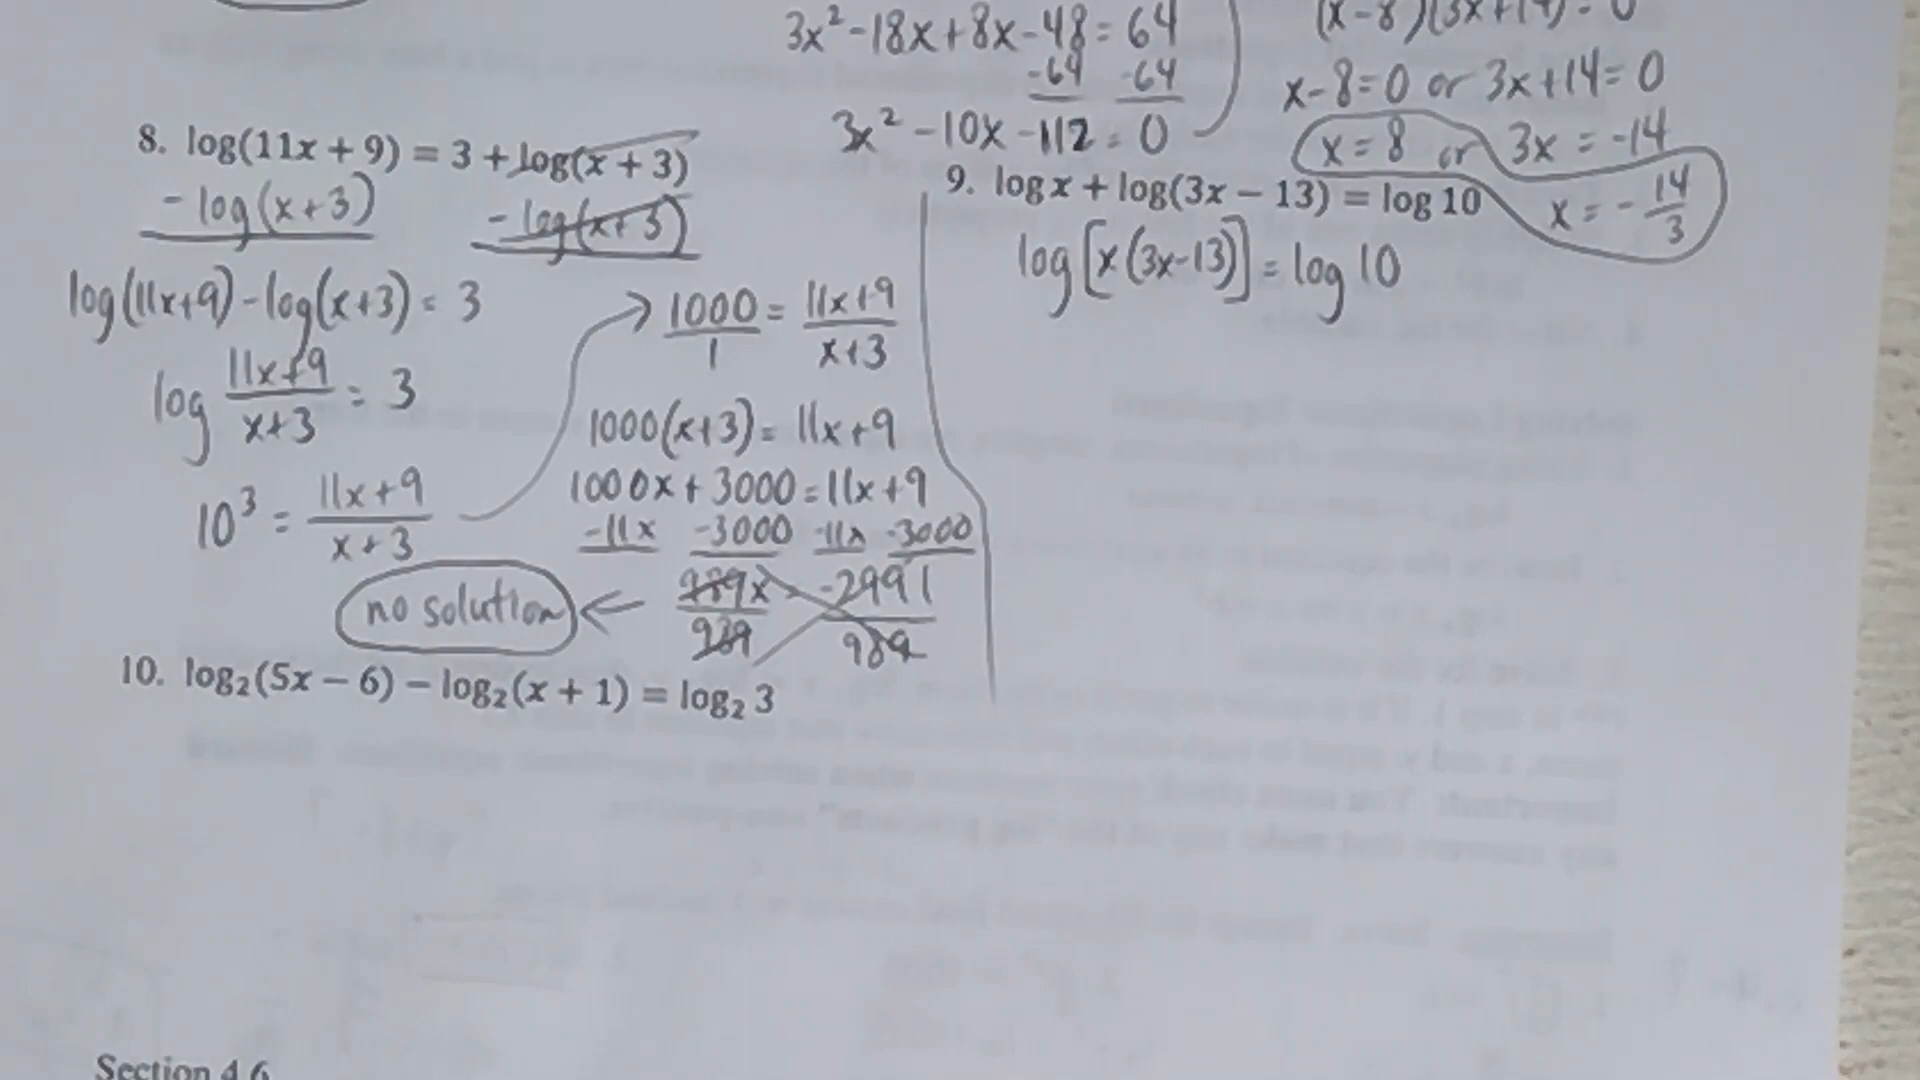 3x² - 18x + 8x - 48 = 64
-64 -64
3x² - 10x - 112 = 0
(x - 8)(3x + 14) = 0
x - 8 = 0 or 3x + 14 = 0
x = 8 or 3x = -14
x = -14/3
8. log(11x + 9) = 3 + log(x + 3)
- log(x+3) - log(x+3)
log(11x+9) - log(x+3) = 3
log (11x+9)/(x+3) = 3
10³ = (11x+9)/(x+3)
→ 1000/1 = (11x+9)/(x+3)
1000(x+3) = 11x+9
1000x + 3000 = 11x + 9
-11x -3000 -11x -3000
989x/989 = -2991/989
no solution ←
9. log x + log(3x − 13) = log 10
log[x(3x-13)] = log 10
10. log₂(5x − 6) − log₂(x + 1) = log₂ 3
Section 4.6